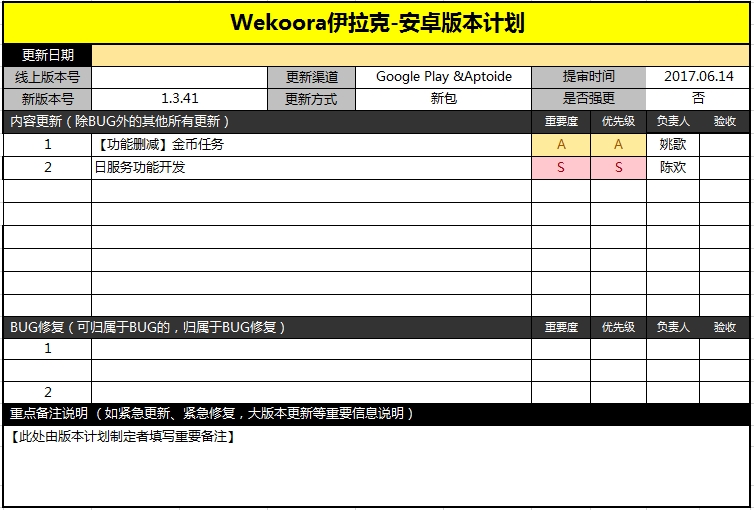 Wekoora伊拉克-安卓版本计划
更新日期
线上版本号 更新渠道 Google Play &Aptoide 提审时间 2017.06.14
新版本号 1.3.41 更新方式 新包 是否强更 否
内容更新（除BUG外的其他所有更新） 重要度 优先级 负责人 验收
1 【功能删减】金币任务 A A 姚歌
2 日服务功能开发 S S 陈欢
BUG修复（可归属于BUG的，归属于BUG修复） 重要度 优先级 负责人 验收
1
2
重点备注说明 （如紧急更新、紧急修复，大版本更新等重要信息说明）
【此处由版本计划制定者填写重要备注】